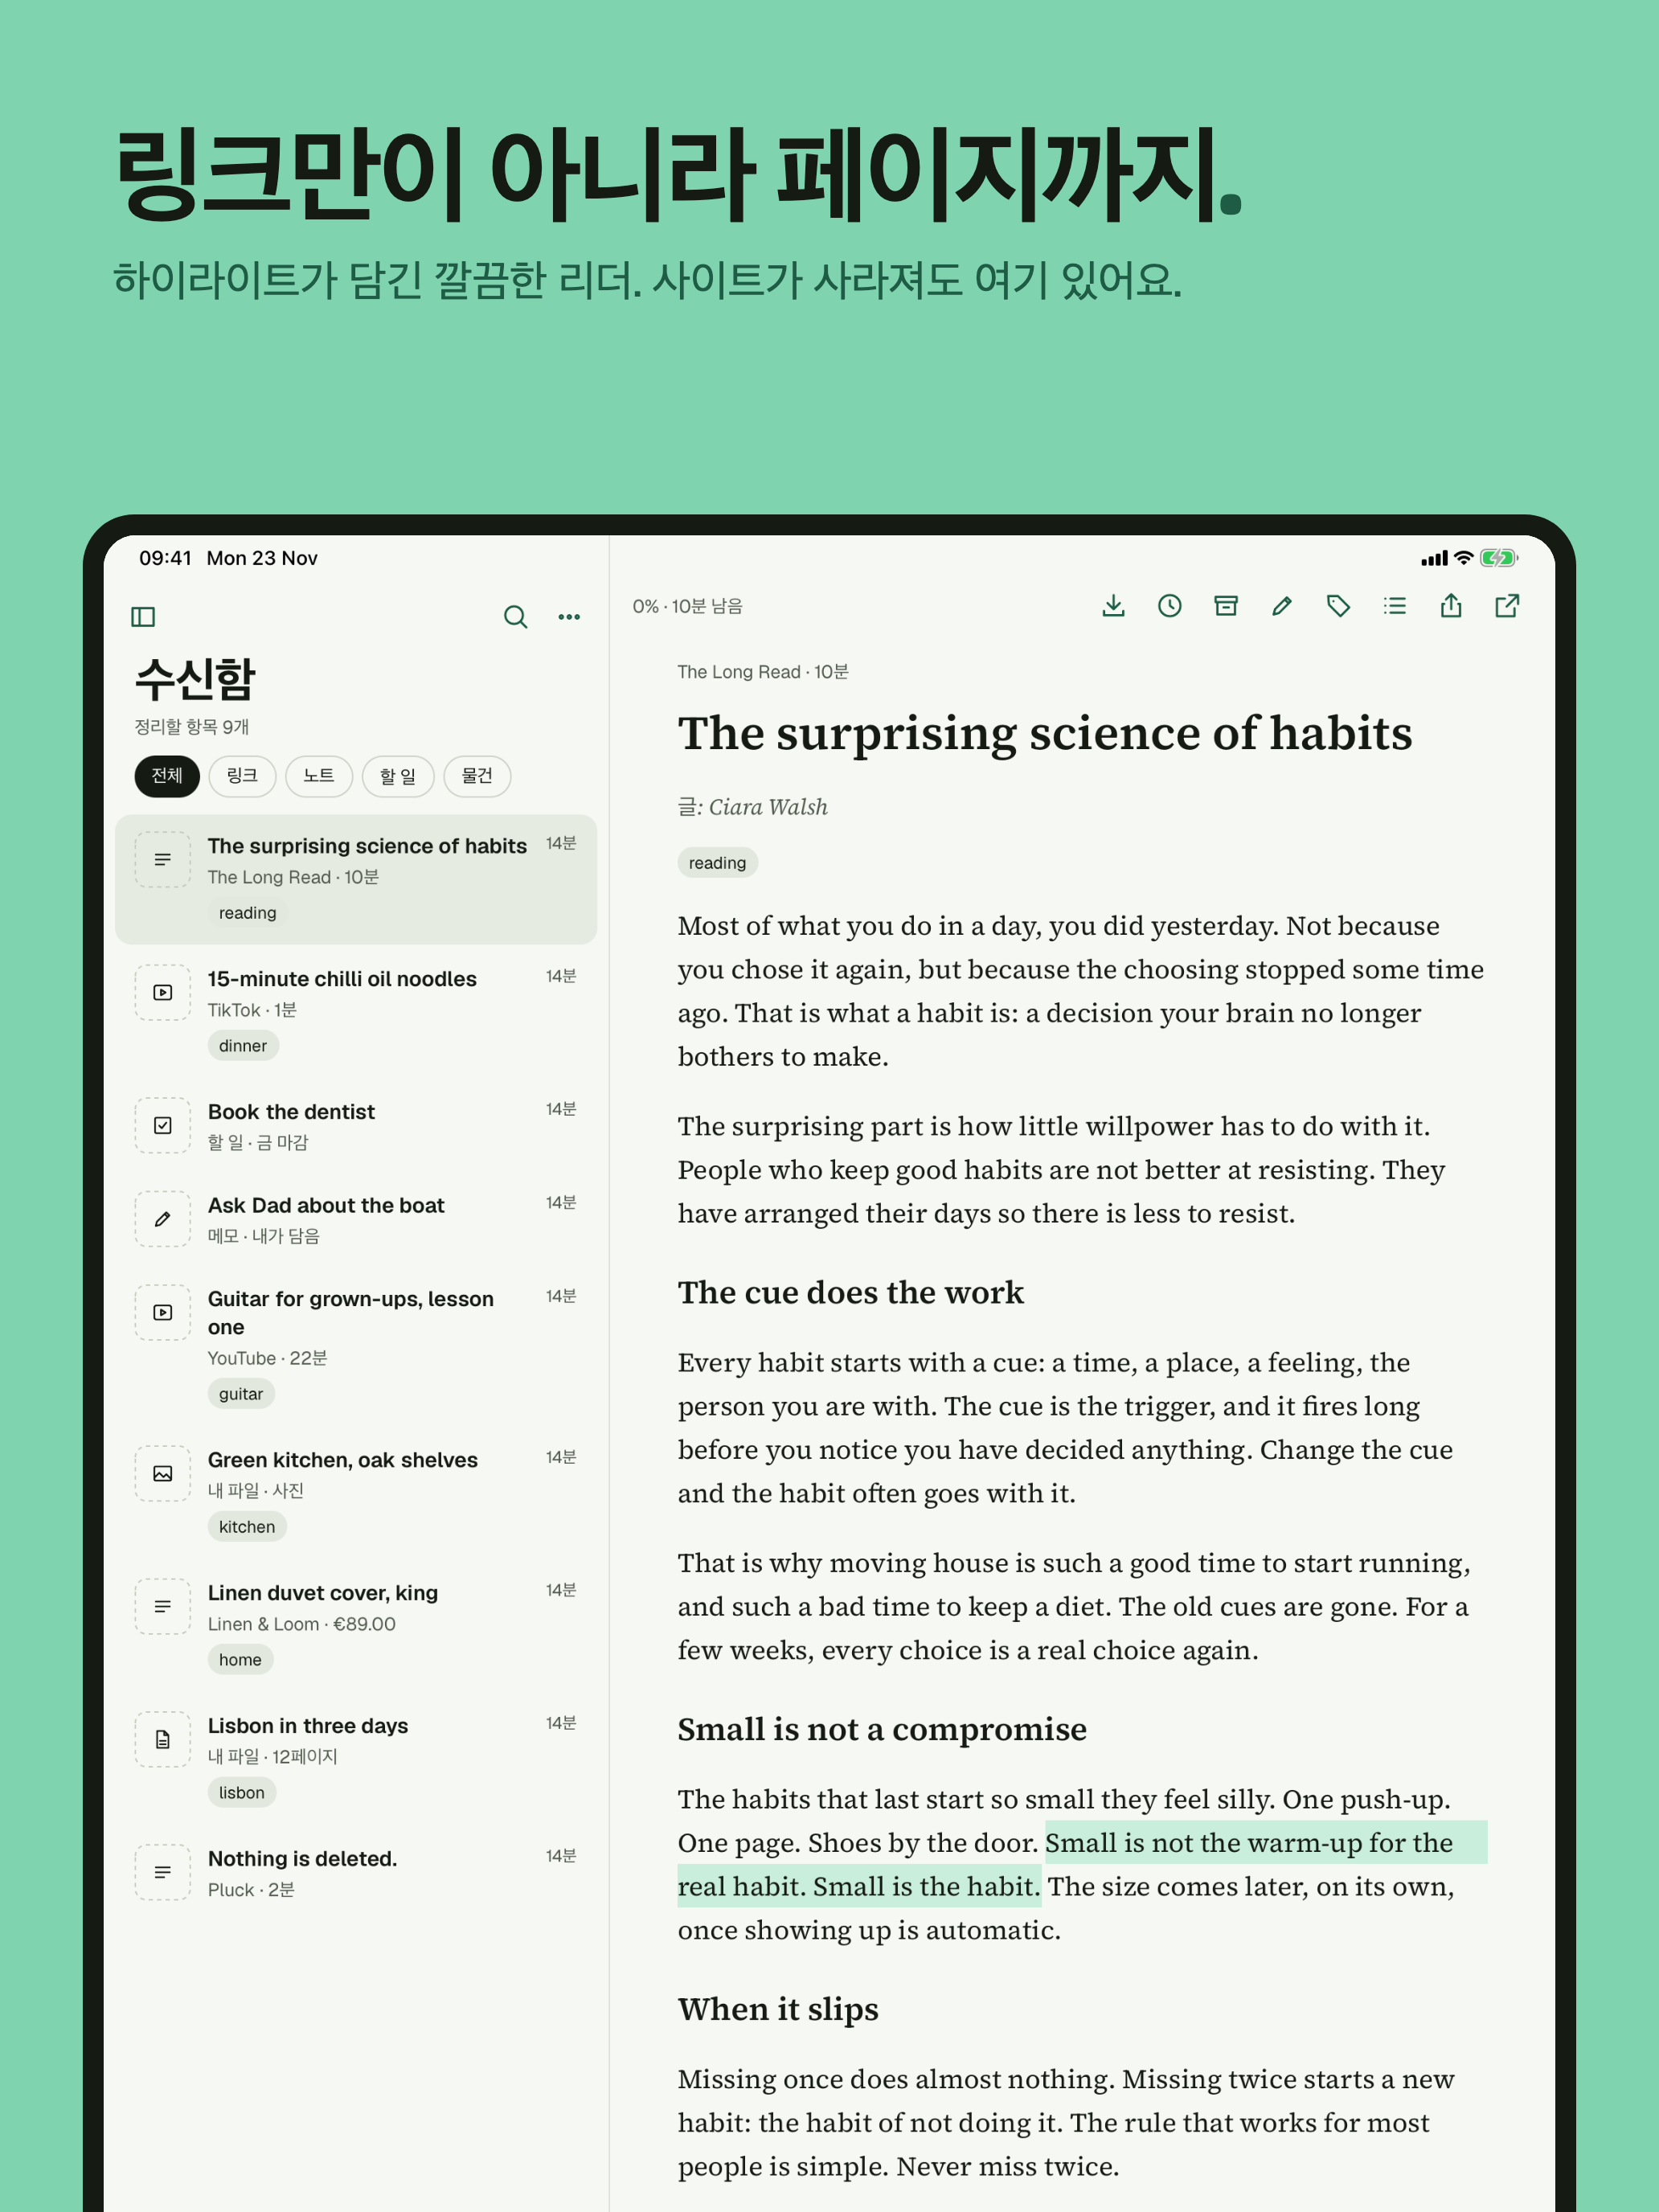 링크만이 아니라 페이지까지.
하이라이트가 담긴 깔끔한 리더. 사이트가 사라져도 여기 있어요.
09:41 Mon 23 Nov
수신함
정리할 항목 9개
전체 링크 노트 할 일 물건
The surprising science of habits 14분
The Long Read · 10분
reading
15-minute chilli oil noodles 14분
TikTok · 1분
dinner
Book the dentist 14분
할 일 · 금 마감
Ask Dad about the boat 14분
메모 · 내가 담음
Guitar for grown-ups, lesson 14분
one
YouTube · 22분
guitar
Green kitchen, oak shelves 14분
내 파일 · 사진
kitchen
Linen duvet cover, king 14분
Linen & Loom · €89.00
home
Lisbon in three days 14분
내 파일 · 12페이지
lisbon
Nothing is deleted. 14분
Pluck · 2분
0% · 10분 남음
The Long Read · 10분
The surprising science of habits
글: Ciara Walsh
reading
Most of what you do in a day, you did yesterday. Not because
you chose it again, but because the choosing stopped some time
ago. That is what a habit is: a decision your brain no longer
bothers to make.
The surprising part is how little willpower has to do with it.
People who keep good habits are not better at resisting. They
have arranged their days so there is less to resist.
The cue does the work
Every habit starts with a cue: a time, a place, a feeling, the
person you are with. The cue is the trigger, and it fires long
before you notice you have decided anything. Change the cue
and the habit often goes with it.
That is why moving house is such a good time to start running,
and such a bad time to keep a diet. The old cues are gone. For a
few weeks, every choice is a real choice again.
Small is not a compromise
The habits that last start so small they feel silly. One push-up.
One page. Shoes by the door. Small is not the warm-up for the
real habit. Small is the habit. The size comes later, on its own,
once showing up is automatic.
When it slips
Missing once does almost nothing. Missing twice starts a new
habit: the habit of not doing it. The rule that works for most
people is simple. Never miss twice.